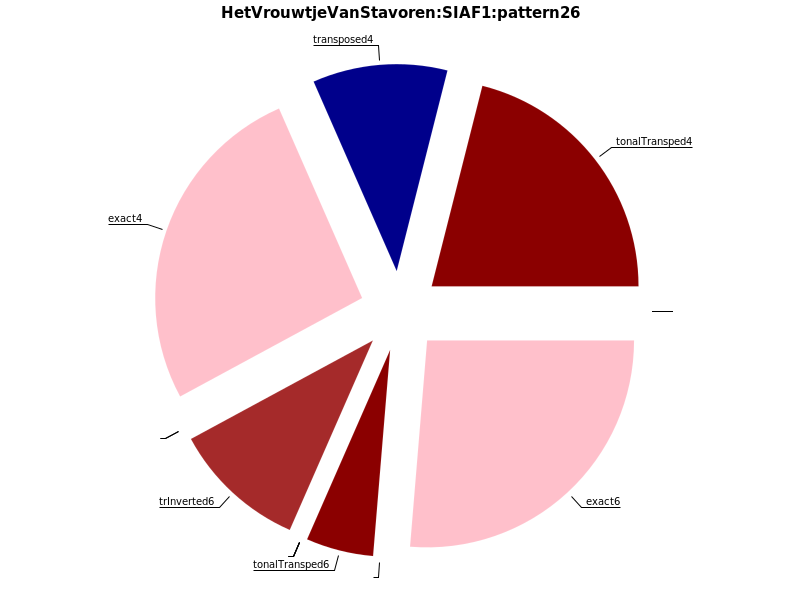 HetVrouwtjeVanStavoren:SIAF1:pattern26
transposed4
tonalTransped4
exact4
trInverted6
exact6
tonalTransped6